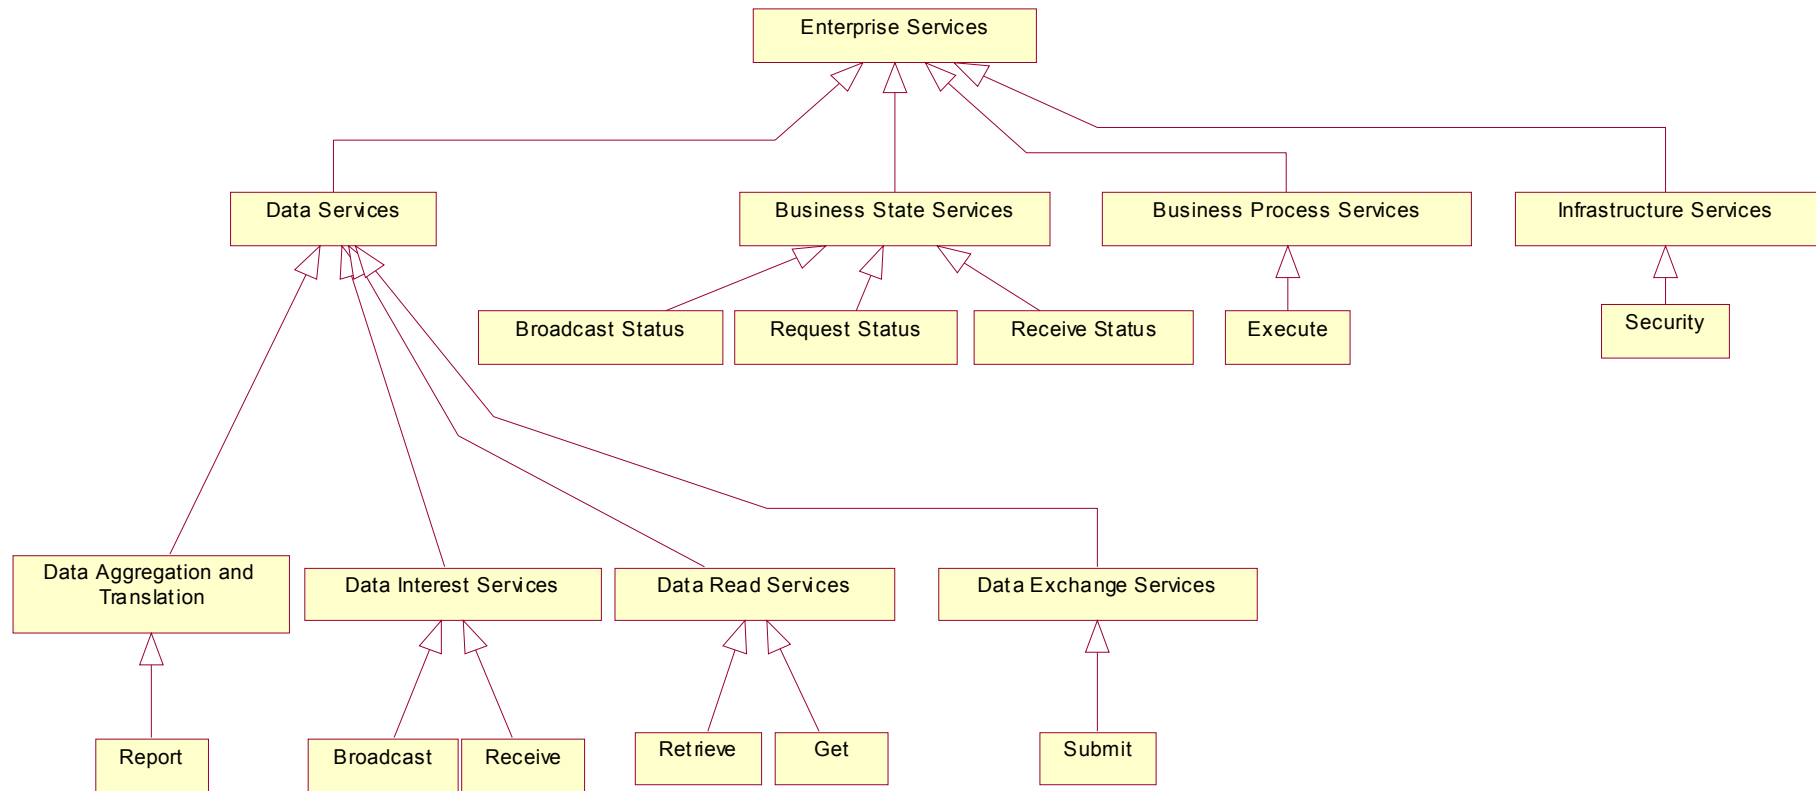 Enterprise Services
Data Services
Business State Services
Business Process Services
Infrastructure Services
Broadcast Status
Request Status
Receive Status
Execute
Security
Data Aggregation and
Translation
Data Interest Services
Data Read Services
Data Exchange Services
Report
Broadcast
Receive
Retrieve
Get
Submit